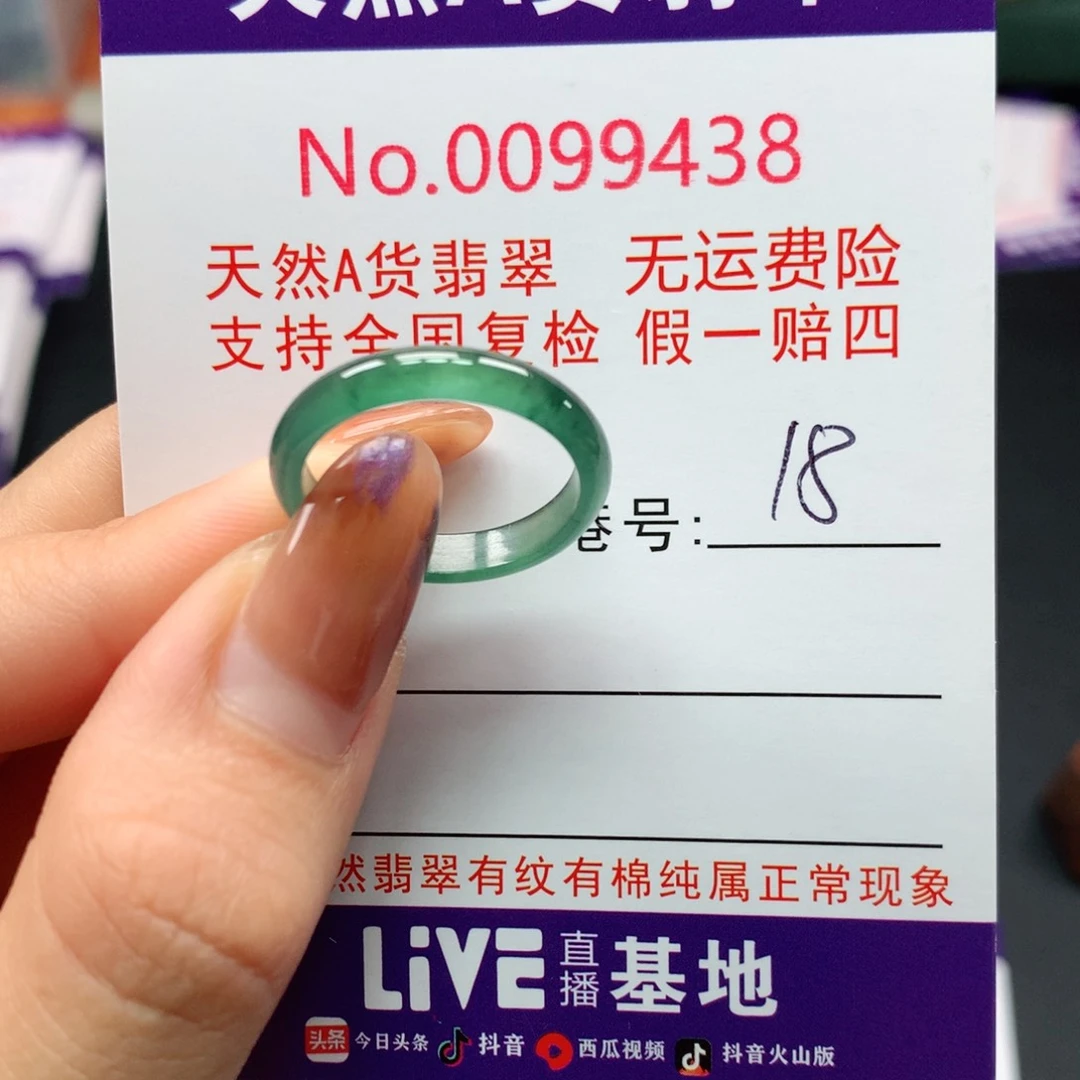 No.0099438
天然A货翡翠 无运费险
支持全国复检 假一赔四
港号: 18
然翡翠有纹有棉纯属正常现象
LiVE 直播 基地
头条 今日头条 抖音 西瓜视频 抖音火山版